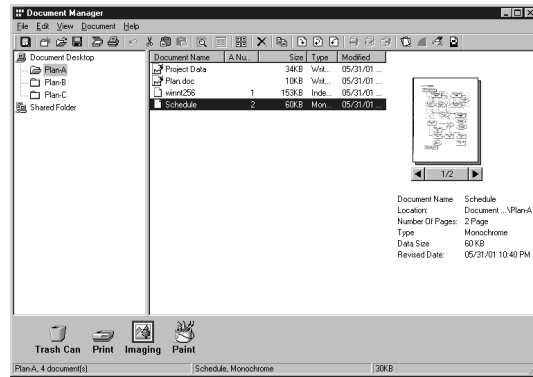 Document Manager
File Edit View Document Help
Document Desktop
Plan-A
Plan-B
Plan-C
Shared Folder
Document Name A Nu... Size Type Modified
Project Data 34KB Writ... 05/31/01 ...
Plan.doc 10KB Writ... 05/31/01 ...
winnt256 1 153KB Inde... 05/31/01 ...
Schedule 2 60KB Mon... 05/31/01 ...
1/2
Document Name Schedule
Location: Document ...\Plan-A
Number Of Pages: 2 Page
Type Monochrome
Data Size 60 KB
Revised Date: 05/31/01 10:40 PM
Trash Can Print Imaging Paint
Plan-A, 4 document(s) Schedule, Monochrome 30KB